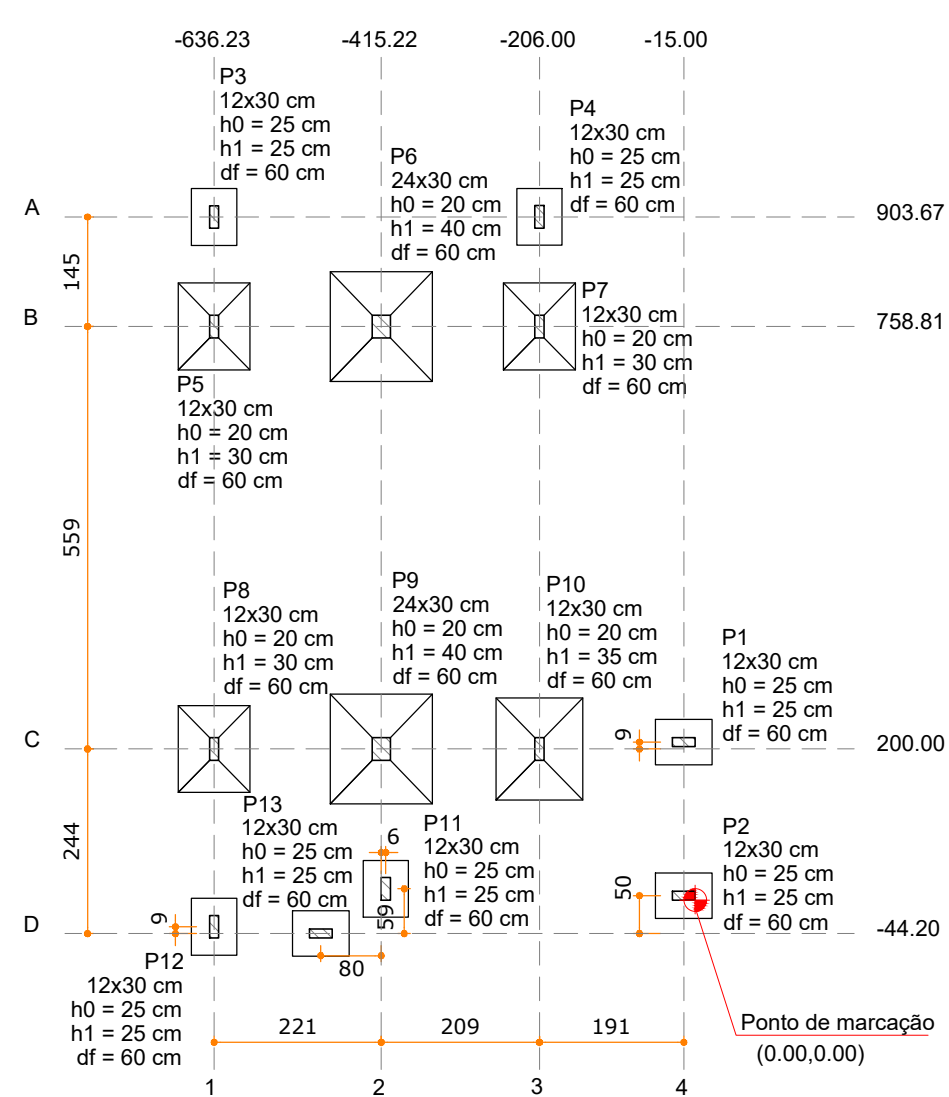 -636.23
-415.22
-206.00
-15.00
P3
12x30 cm
h0 = 25 cm
h1 = 25 cm
df = 60 cm
P4
12x30 cm
h0 = 25 cm
h1 = 25 cm
df = 60 cm
P6
24x30 cm
h0 = 20 cm
h1 = 40 cm
df = 60 cm
A
903.67
145
B
758.81
P7
12x30 cm
h0 = 20 cm
h1 = 30 cm
df = 60 cm
P5
12x30 cm
h0 = 20 cm
h1 = 30 cm
df = 60 cm
559
P8
12x30 cm
h0 = 20 cm
h1 = 30 cm
df = 60 cm
P9
24x30 cm
h0 = 20 cm
h1 = 40 cm
df = 60 cm
P10
12x30 cm
h0 = 20 cm
h1 = 35 cm
df = 60 cm
P1
12x30 cm
h0 = 25 cm
h1 = 25 cm
df = 60 cm
9
C
200.00
244
P13
12x30 cm
h0 = 25 cm
h1 = 25 cm
df = 60 cm
6
P11
12x30 cm
h0 = 25 cm
h1 = 25 cm
df = 60 cm
59
P2
12x30 cm
h0 = 25 cm
h1 = 25 cm
df = 60 cm
50
9
D
-44.20
80
P12
12x30 cm
h0 = 25 cm
h1 = 25 cm
df = 60 cm
Ponto de marcação
(0.00,0.00)
221
209
191
1
2
3
4